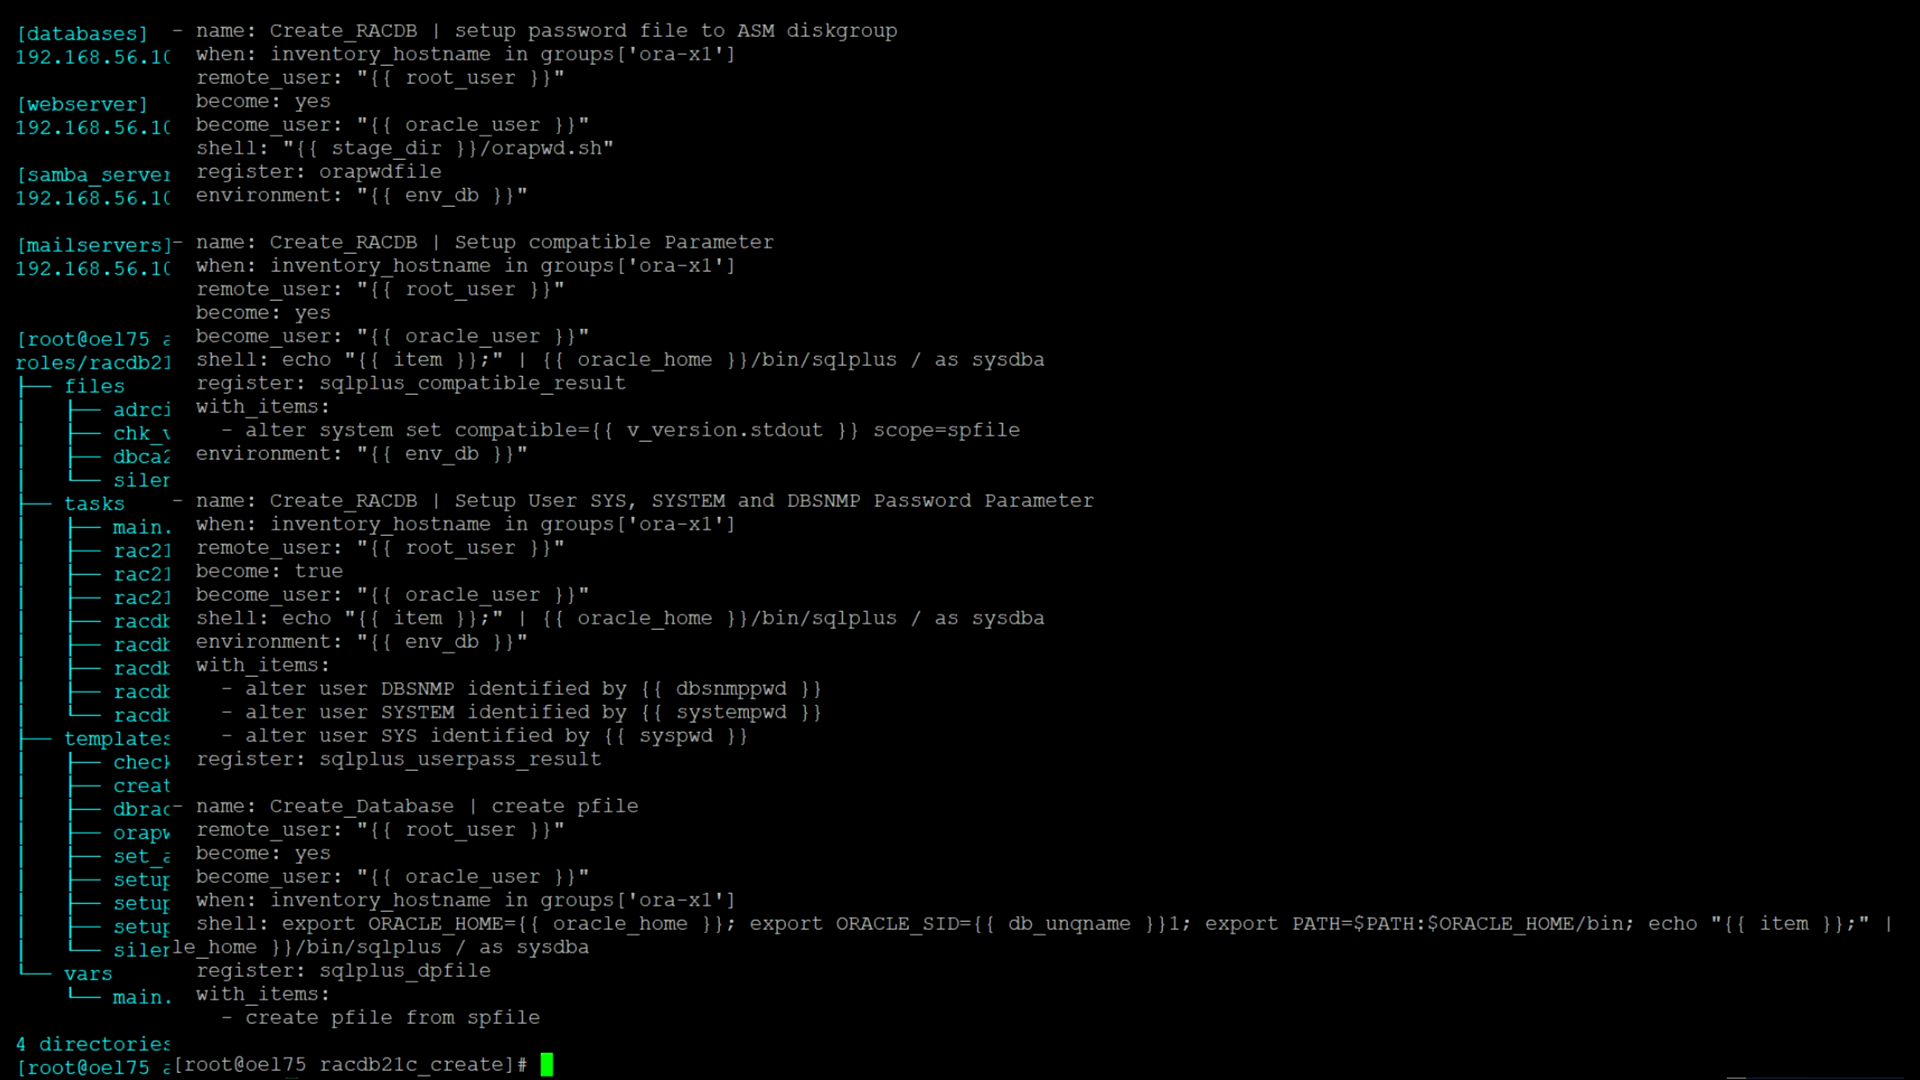 [databases]
192.168.56.10
[webserver]
192.168.56.10
[samba_server
192.168.56.10
[mailservers]
192.168.56.10
[root@oel75 a
roles/racdb21
├── files
│   ├── adrci
│   ├── chk_v
│   ├── dbca2
│   └── silen
├── tasks
│   ├── main.
│   ├── rac21
│   ├── rac21
│   ├── rac21
│   ├── racdb
│   ├── racdb
│   ├── racdb
│   ├── racdb
│   └── racdb
├── templates
│   ├── check
│   ├── creat
│   ├── dbrac
│   ├── orapw
│   ├── set_a
│   ├── setup
│   ├── setup
│   ├── setup
│   └── silen
└── vars
    └── main.
4 directories
[root@oel75 a
- name: Create_RACDB | setup password file to ASM diskgroup
  when: inventory_hostname in groups['ora-x1']
  remote_user: "{{ root_user }}"
  become: yes
  become_user: "{{ oracle_user }}"
  shell: "{{ stage_dir }}/orapwd.sh"
  register: orapwdfile
  environment: "{{ env_db }}"
- name: Create_RACDB | Setup compatible Parameter
  when: inventory_hostname in groups['ora-x1']
  remote_user: "{{ root_user }}"
  become: yes
  become_user: "{{ oracle_user }}"
  shell: echo "{{ item }};" | {{ oracle_home }}/bin/sqlplus / as sysdba
  register: sqlplus_compatible_result
  with_items:
    - alter system set compatible={{ v_version.stdout }} scope=spfile
  environment: "{{ env_db }}"
- name: Create_RACDB | Setup User SYS, SYSTEM and DBSNMP Password Parameter
  when: inventory_hostname in groups['ora-x1']
  remote_user: "{{ root_user }}"
  become: true
  become_user: "{{ oracle_user }}"
  shell: echo "{{ item }};" | {{ oracle_home }}/bin/sqlplus / as sysdba
  environment: "{{ env_db }}"
  with_items:
    - alter user DBSNMP identified by {{ dbsnmppwd }}
    - alter user SYSTEM identified by {{ systempwd }}
    - alter user SYS identified by {{ syspwd }}
  register: sqlplus_userpass_result
- name: Create_Database | create pfile
  remote_user: "{{ root_user }}"
  become: yes
  become_user: "{{ oracle_user }}"
  when: inventory_hostname in groups['ora-x1']
  shell: export ORACLE_HOME={{ oracle_home }}; export ORACLE_SID={{ db_unqname }}1; export PATH=$PATH:$ORACLE_HOME/bin; echo "{{ item }};" |
le_home }}/bin/sqlplus / as sysdba
  register: sqlplus_dpfile
  with_items:
    - create pfile from spfile
[root@oel75 racdb21c_create]#